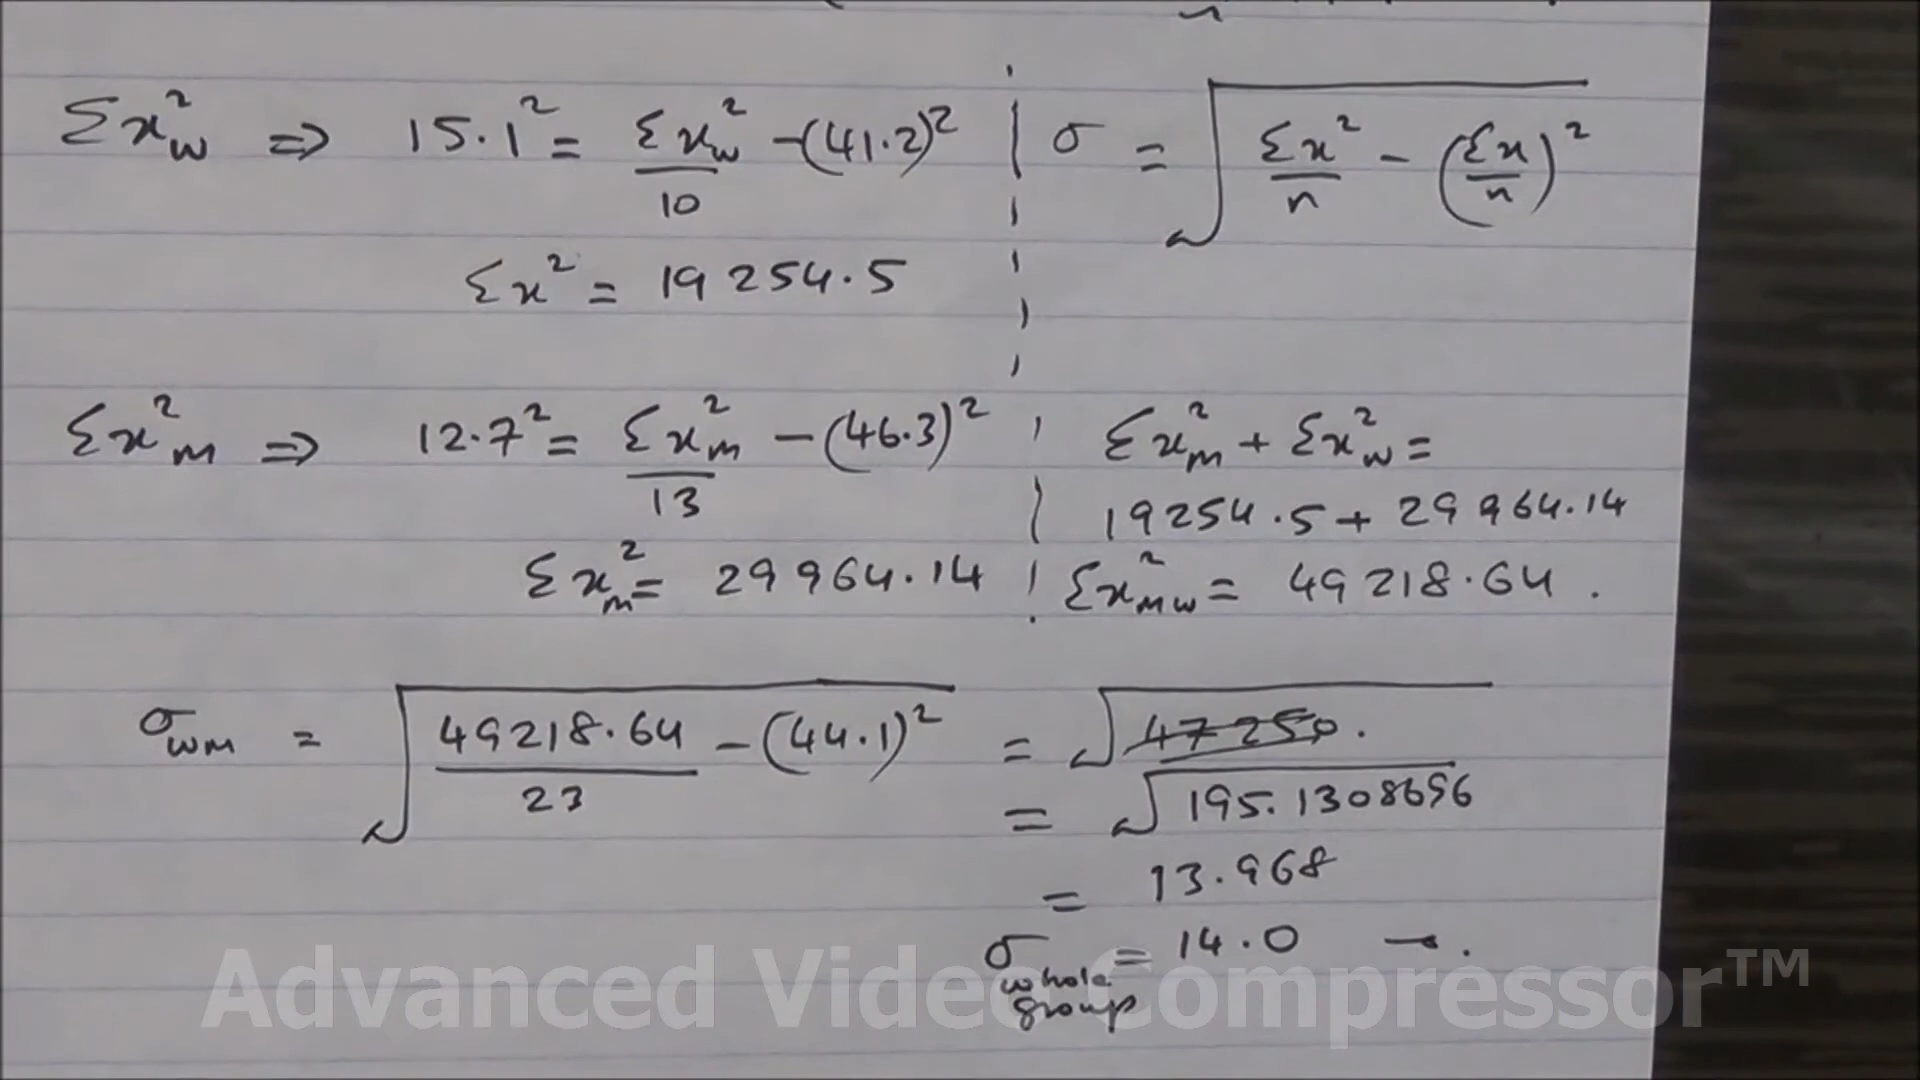 Σx²w ⇒ 15.1² = Σx²w/10 - (41.2)²
Σx² = 19254.5
σ = √(Σx²/n - (Σx/n)²)
Σx²m ⇒ 12.7² = Σx²m/13 - (46.3)²
Σx²m = 29964.14
Σx²m + Σx²w =
19254.5 + 29964.14
Σx²mw = 49218.64.
σwm = √(49218.64/23 - (44.1)²) = √47250.
= √195.1308696
= 13.968
σ whole group = 14.0
Advanced Video Compressor™